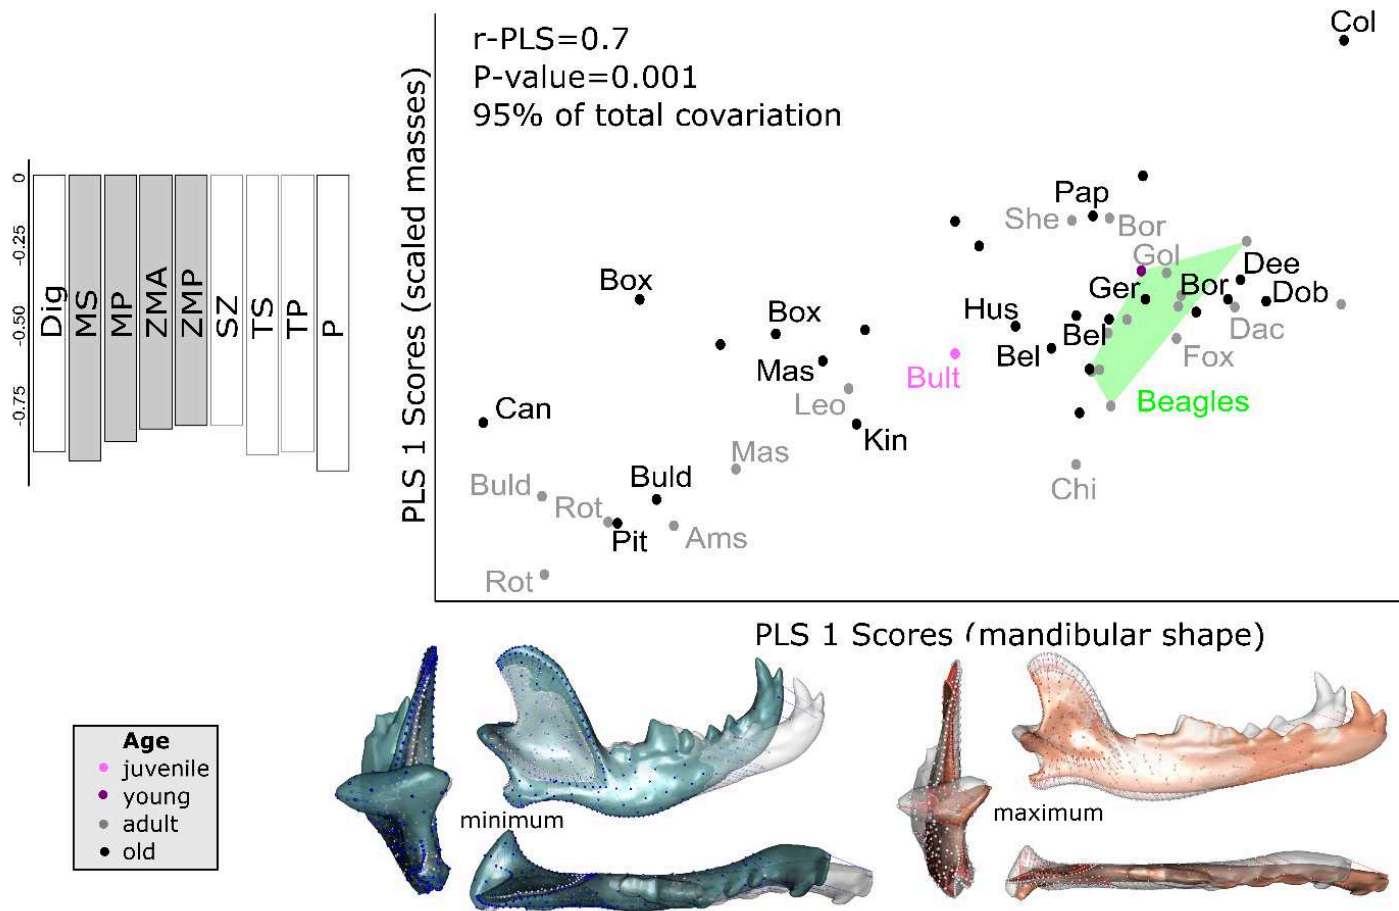 r-PLS=0.7
P-value=0.001
95% of total covariation
PLS 1 Scores (scaled masses)
0
-0.25
-0.50
-0.75
Dig
MS
MP
ZMA
ZMP
SZ
TS
TP
P
Col
Pap
She
Bor
Gol
Box
Dee
Ger
Bor
Dob
Box
Hus
Bel
Dac
Bel
Fox
Mas
Bult
Leo
Beagles
Can
Kin
Mas
Buld
Buld
Chi
Rot
Pit
Ams
Rot
PLS 1 Scores (mandibular shape)
minimum
maximum
Age
juvenile
young
adult
old